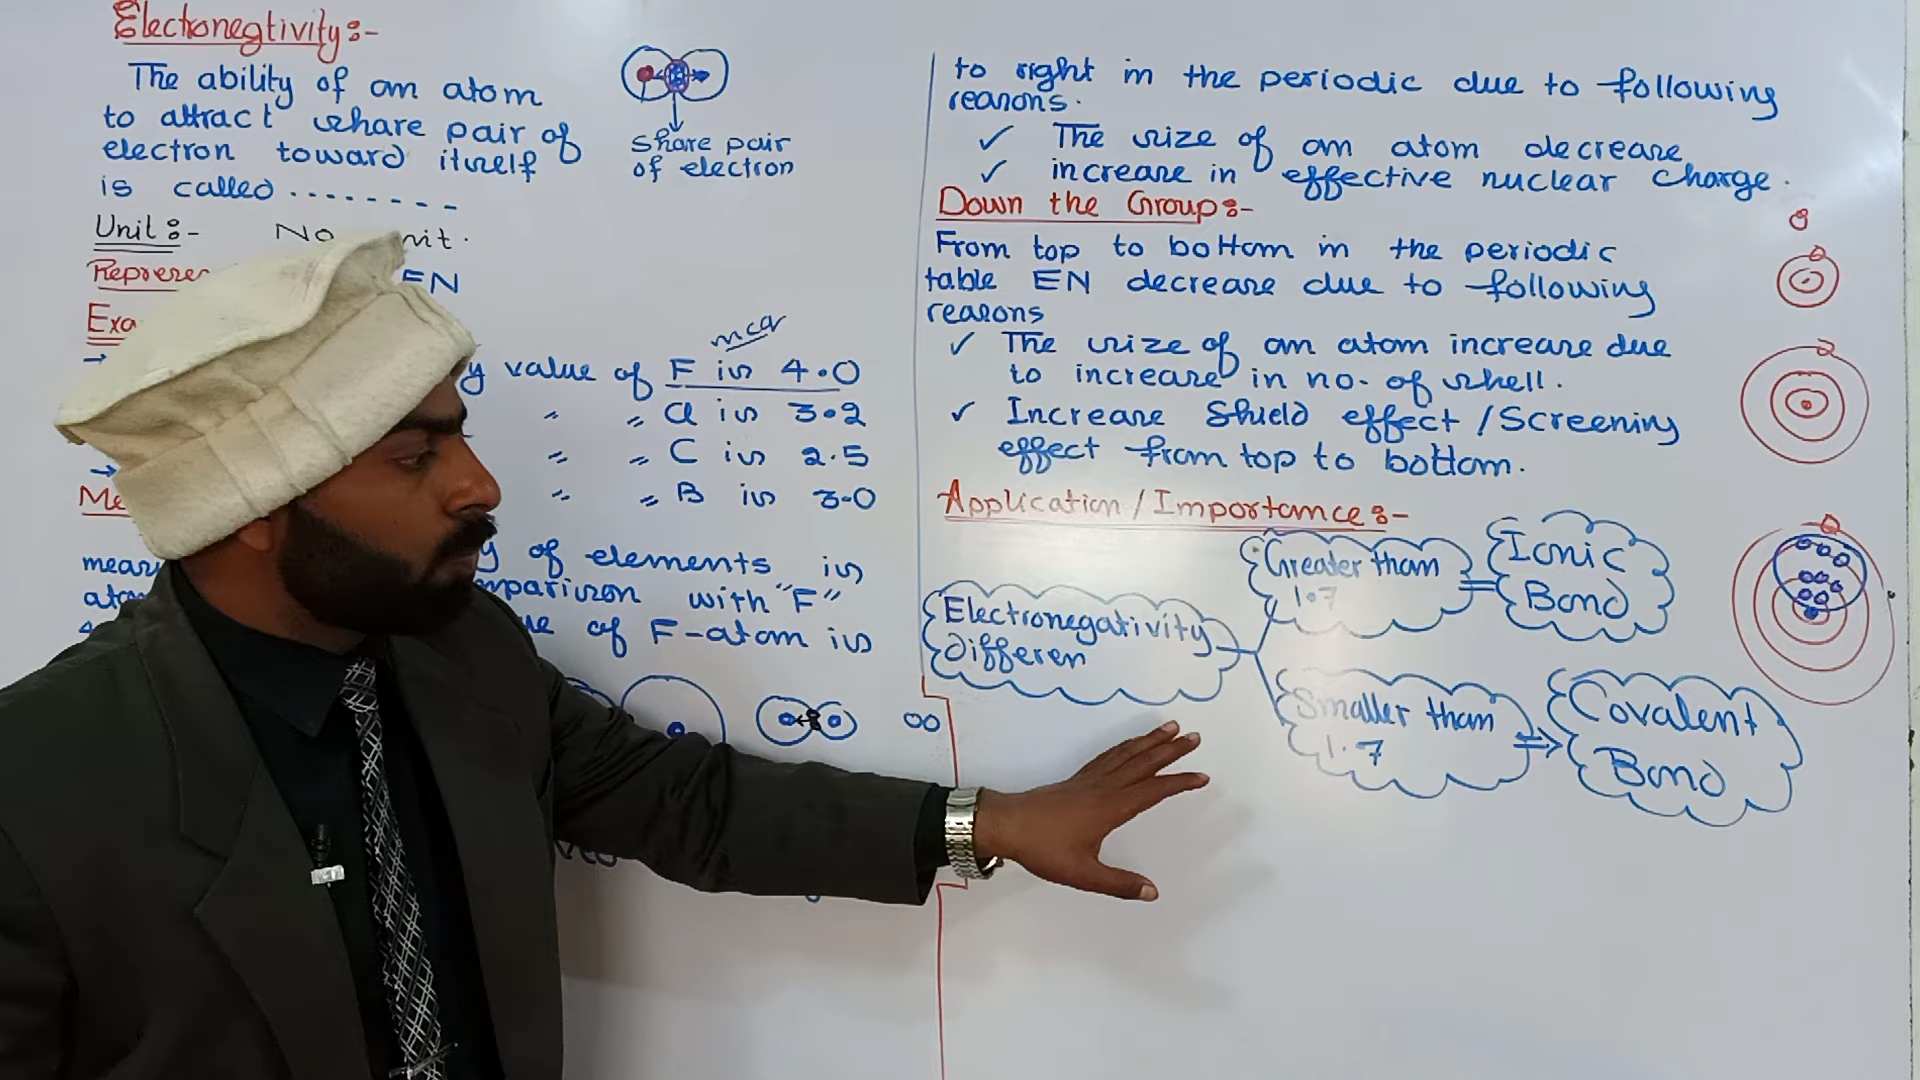 Electronegtivity:-
The ability of an atom
to attract share pair of
electron toward itself
is called ........
share pair
of electron
Unit:- No
EN
max
value of F is 4.0
" " Cl is 3.2
" " C is 2.5
" " B is 3.0
of elements is
with "F"
of F-atom is
to right in the periodic due to following
reasons.
✓ The size of an atom decrease
✓ increase in effective nuclear charge.
Down the Group:-
From top to bottom in the periodic
table EN decrease due to following
reasons
✓ The size of an atom increase due
to increase in no. of shell.
✓ Increase Shield effect / Screening
effect from top to bottom.
Application / Importance:-
Electronegativity
Differen
Greater than
1.7
Ionic
Bond
Smaller than
1.7
Covalent
Bond